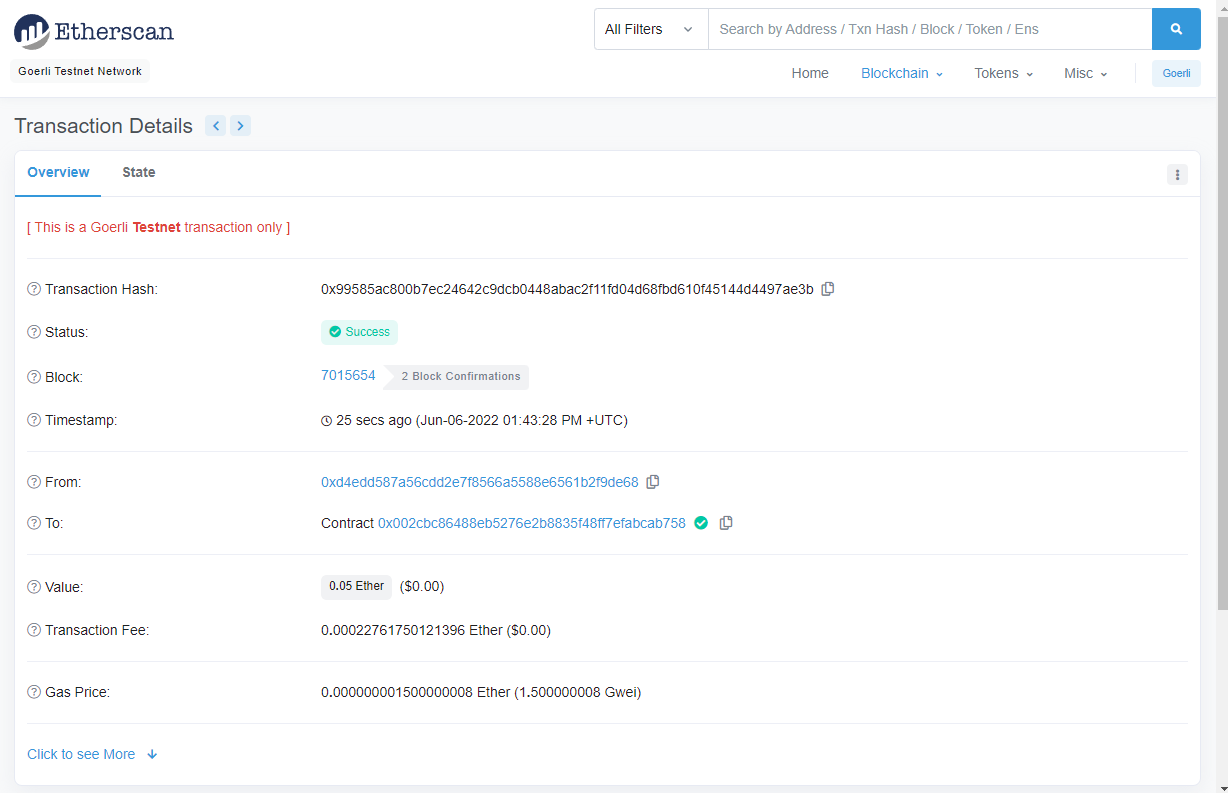 Etherscan
All Filters
Search by Address / Txn Hash / Block / Token / Ens
Goerli Testnet Network
Home Blockchain Tokens Misc Goerli
Transaction Details
Overview State
[ This is a Goerli Testnet transaction only ]
Transaction Hash: 0x99585ac800b7ec24642c9dcb0448abac2f11fd04d68fbd610f45144d4497ae3b
Status: Success
Block: 7015654 2 Block Confirmations
Timestamp: 25 secs ago (Jun-06-2022 01:43:28 PM +UTC)
From: 0xd4edd587a56cdd2e7f8566a5588e6561b2f9de68
To: Contract 0x002cbc86488eb5276e2b8835f48ff7efabcab758
Value: 0.05 Ether ($0.00)
Transaction Fee: 0.00022761750121396 Ether ($0.00)
Gas Price: 0.000000001500000008 Ether (1.500000008 Gwei)
Click to see More